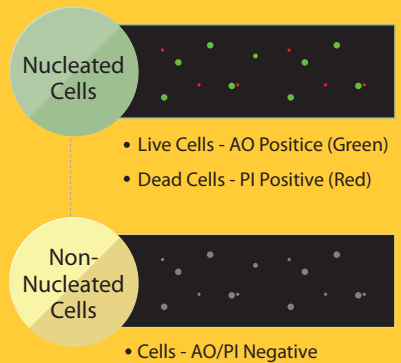 Nucleated
Cells
• Live Cells - AO Positice (Green)
• Dead Cells - PI Positive (Red)
Non-
Nucleated
Cells
• Cells - AO/PI Negative